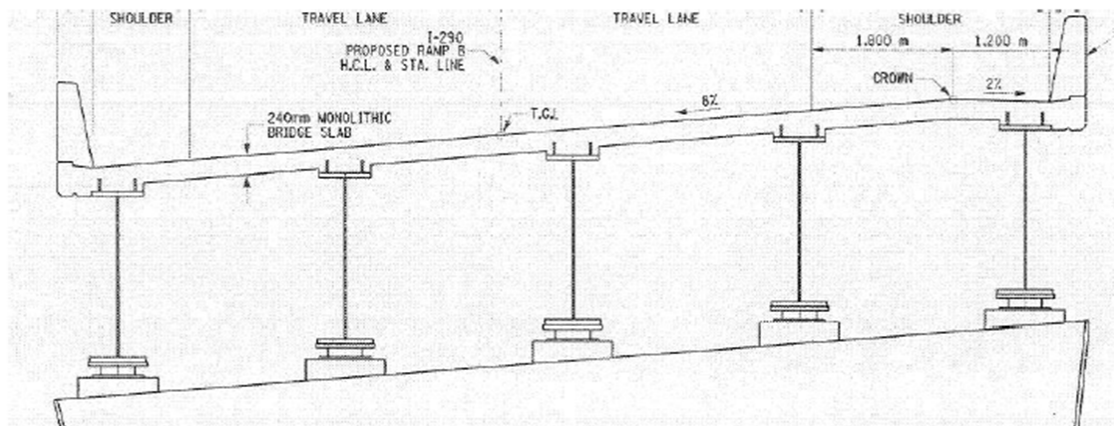 SHOULDER
TRAVEL LANE
TRAVEL LANE
SHOULDER
I-290
PROPOSED RAMP B
H.C.L. & STA. LINE
1.800 m
1.200 m
CROWN
2%
6%
T.G.L
240mm MONOLITHIC
BRIDGE SLAB